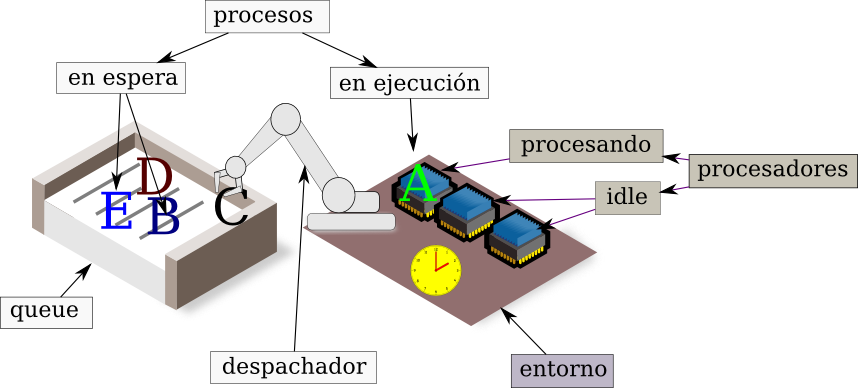 procesos
en espera
en ejecución
procesando
procesadores
idle
D
A
E
B
C
queue
despachador
entorno